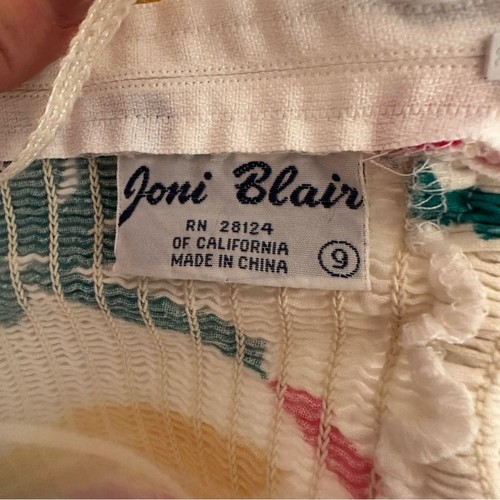 Joni Blair
RN 28124
OF CALIFORNIA
MADE IN CHINA
9